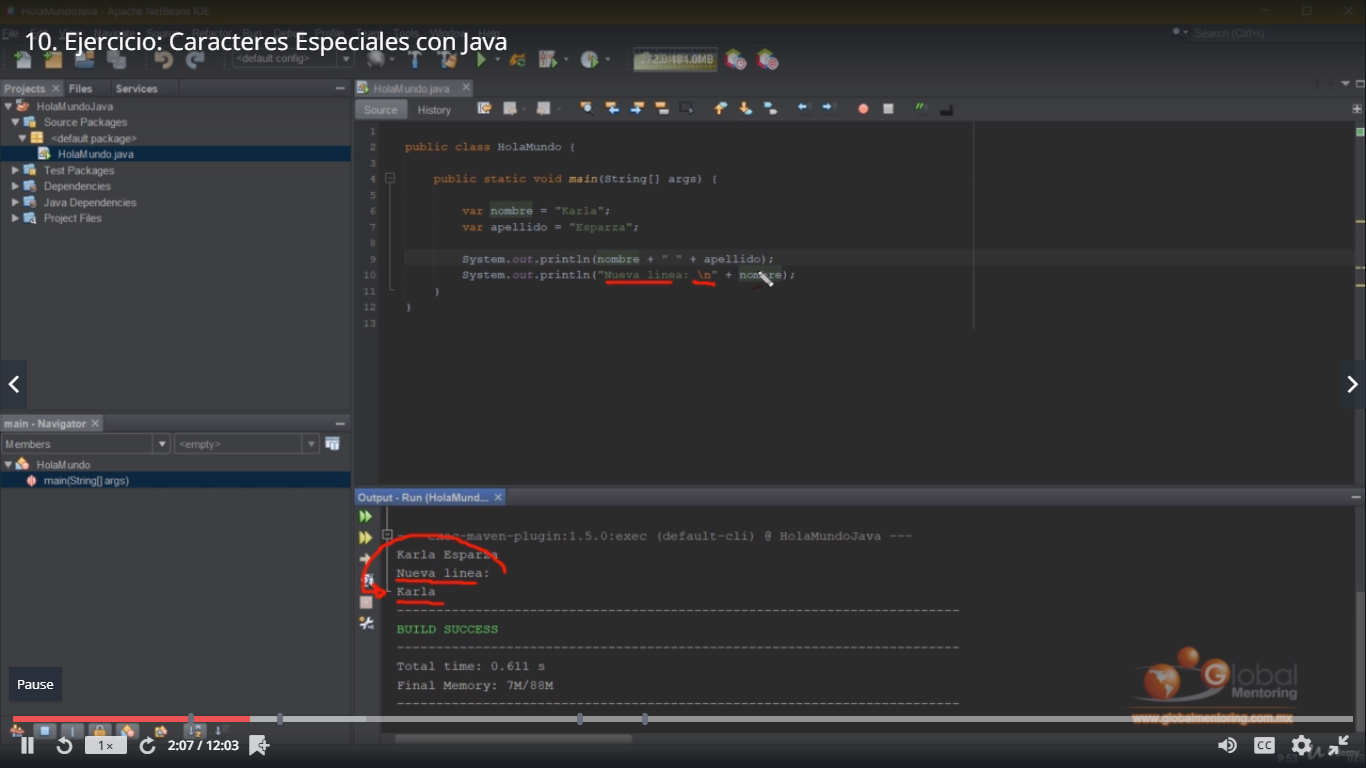 HolaMundoJava - Apache NetBeans IDE
10. Ejercicio: Caracteres Especiales con Java
Search (Ctrl+I)
<default config>
272.0/484.0MB
Projects Files Services
HolaMundoJava
Source Packages
<default package>
HolaMundo.java
Test Packages
Dependencies
Java Dependencies
Project Files
HolaMundo.java
Source History
1
2 public class HolaMundo {
3
4 public static void main(String[] args) {
5
6 var nombre = "Karla";
7 var apellido = "Esparza";
8
9 System.out.println(nombre + " " + apellido);
10 System.out.println("Nueva linea: \n" + nombre);
11 }
12 }
13
main - Navigator
Members <empty>
HolaMundo
main(String[] args)
Output - Run (HolaMund...
exec-maven-plugin:1.5.0:exec (default-cli) @ HolaMundoJava ---
Karla Esparza
Nueva linea:
Karla
BUILD SUCCESS
Total time: 0.611 s
Final Memory: 7M/88M
Global
Mentoring
www.globalmentoring.com.mx
Pause
1x 2:07 / 12:03
CC